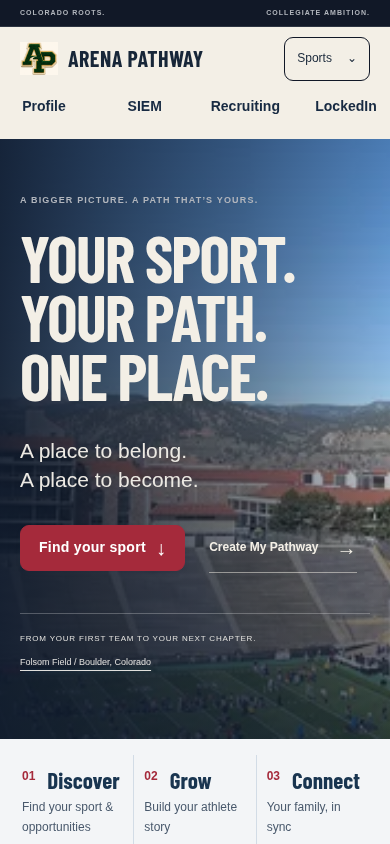 COLORADO ROOTS.
COLLEGIATE AMBITION.
AP
ARENA PATHWAY
Sports
Profile
SIEM
Recruiting
LockedIn
A BIGGER PICTURE. A PATH THAT'S YOURS.
YOUR SPORT.
YOUR PATH.
ONE PLACE.
A place to belong.
A place to become.
Find your sport ↓
Create My Pathway →
FROM YOUR FIRST TEAM TO YOUR NEXT CHAPTER.
Folsom Field / Boulder, Colorado
01 Discover
Find your sport &
opportunities
02 Grow
Build your athlete
story
03 Connect
Your family, in
sync